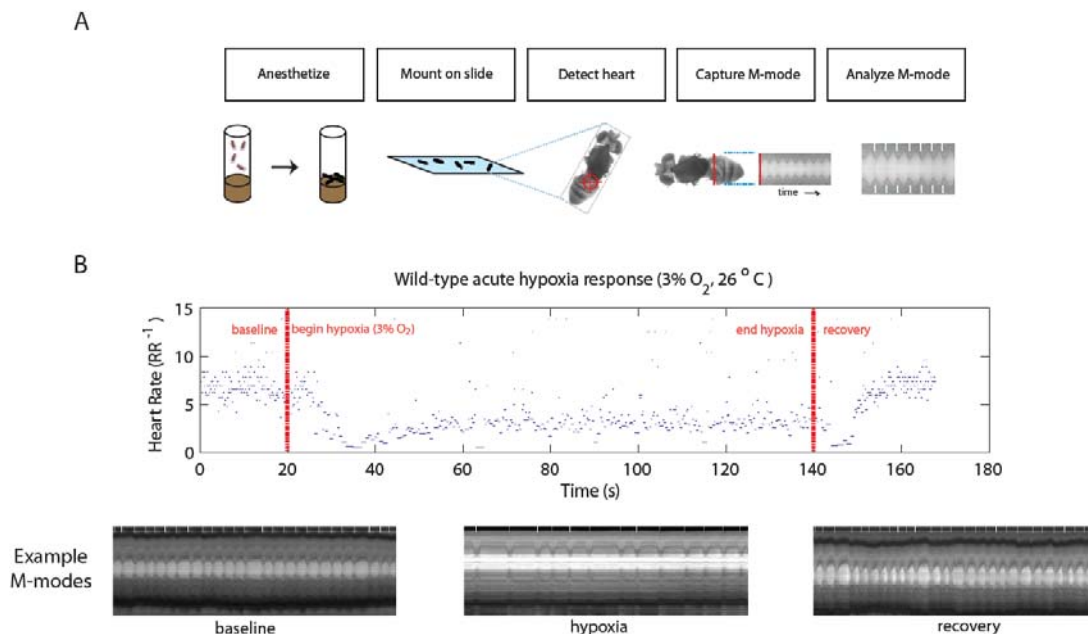 A
Anesthetize
Mount on slide
Detect heart
Capture M-mode
Analyze M-mode
time
B
Wild-type acute hypoxia response (3% O2, 26 o C )
Heart Rate (RR -1 )
15
10
5
0
baseline
begin hypoxia (3% O2)
end hypoxia
recovery
0 20 40 60 80 100 120 140 160 180
Time (s)
Example
M-modes
baseline
hypoxia
recovery